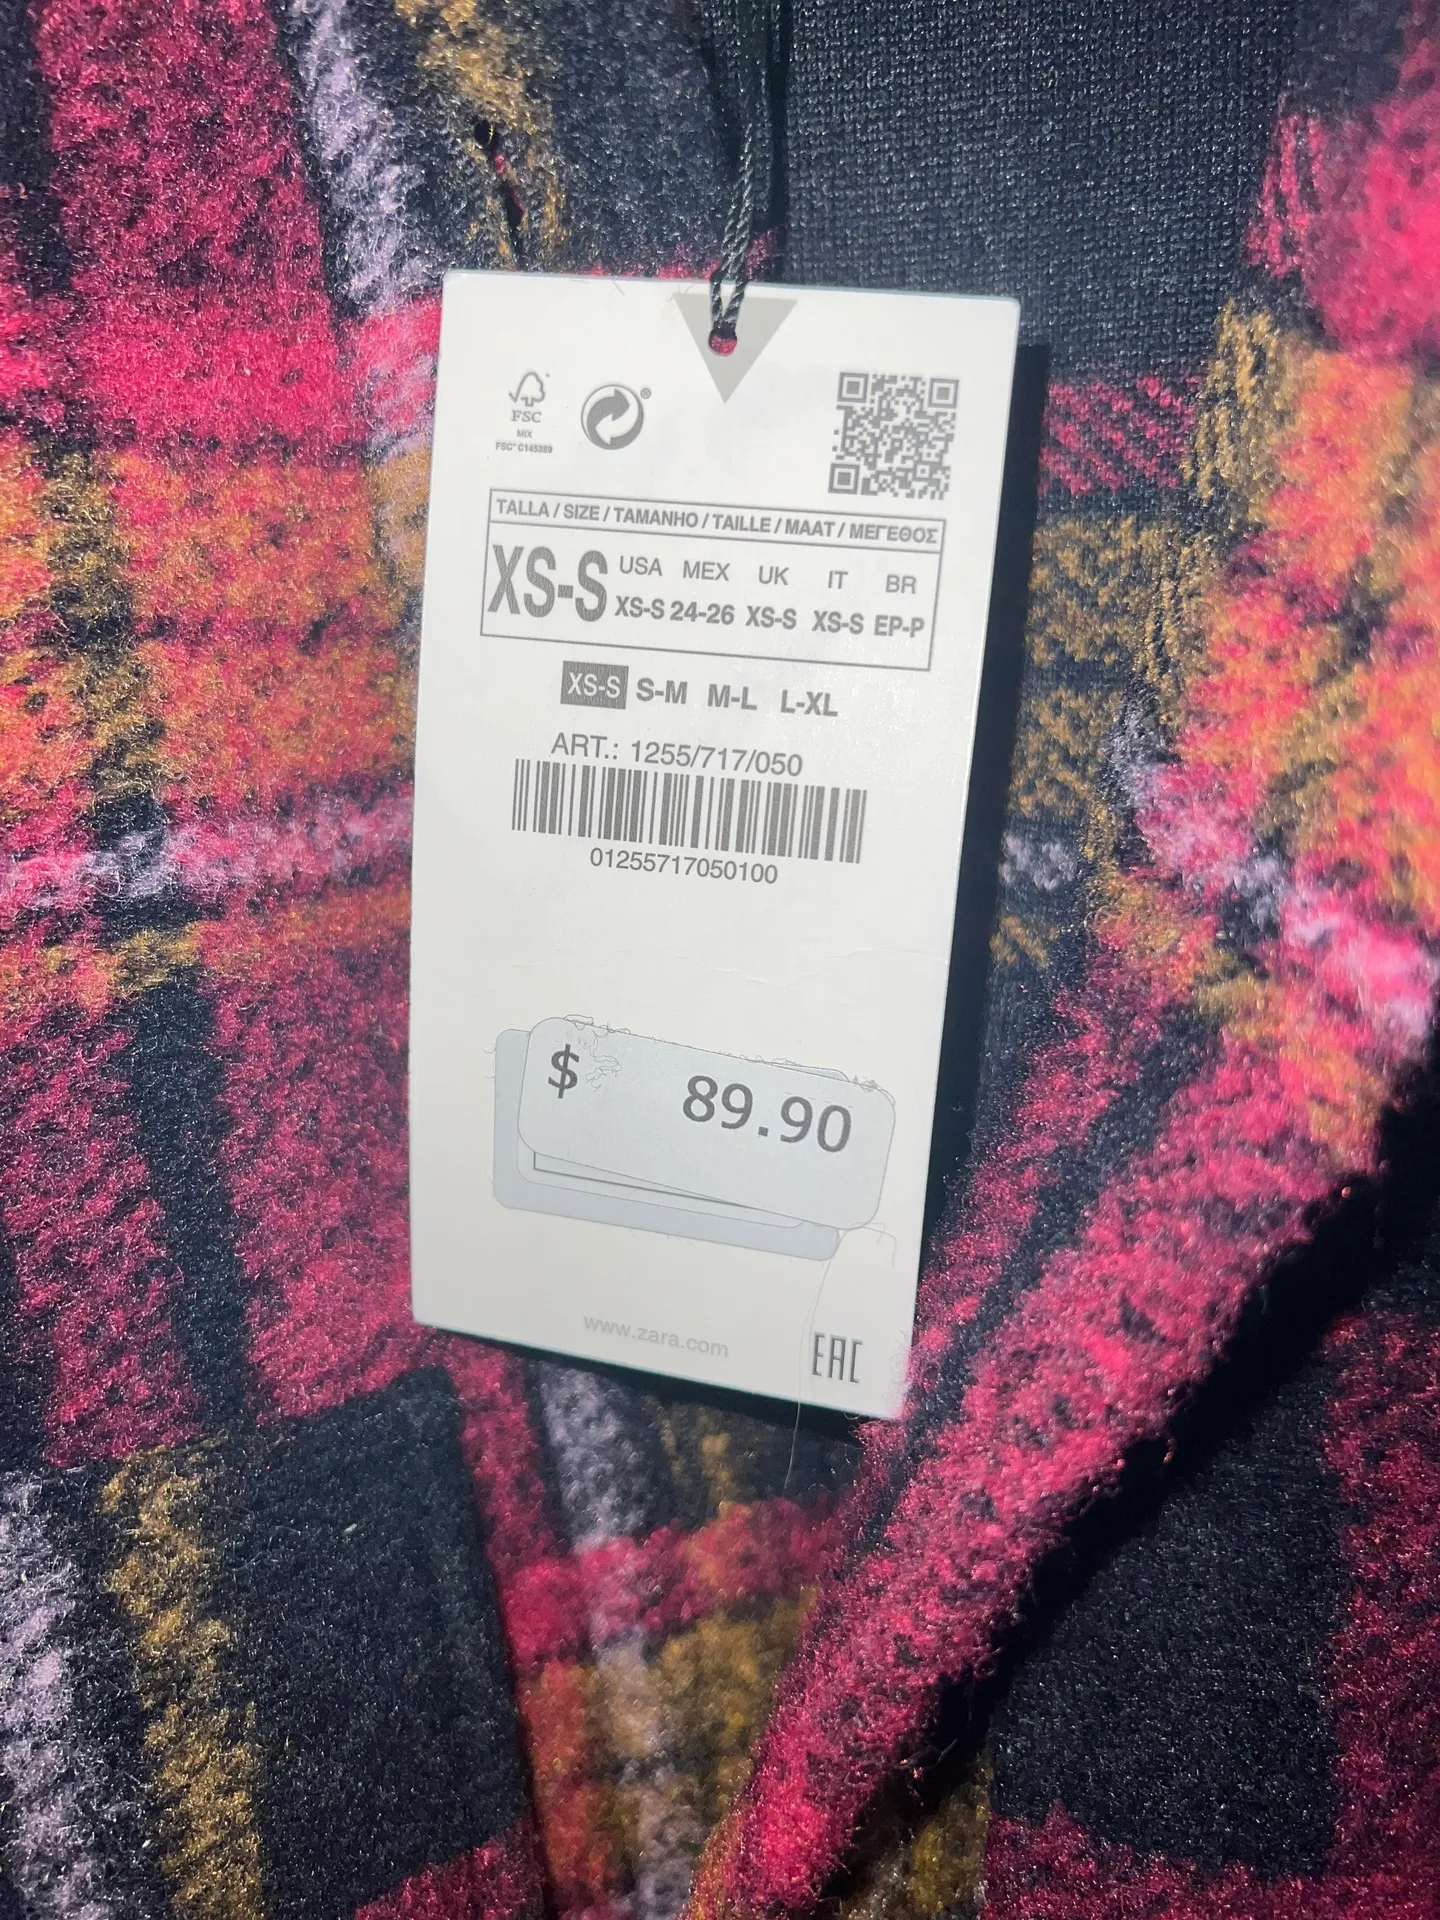 FSC
MIX
FSC® C145389
®
TALLA / SIZE / TAMANHO / TAILLE / MAAT / ΜΕΓΕΘΟΣ
XS-S
USA MEX UK IT BR
XS-S 24-26 XS-S XS-S EP-P
XS-S S-M M-L L-XL
ART.: 1255/717/050
01255717050100
$ 89.90
www.zara.com
EAC